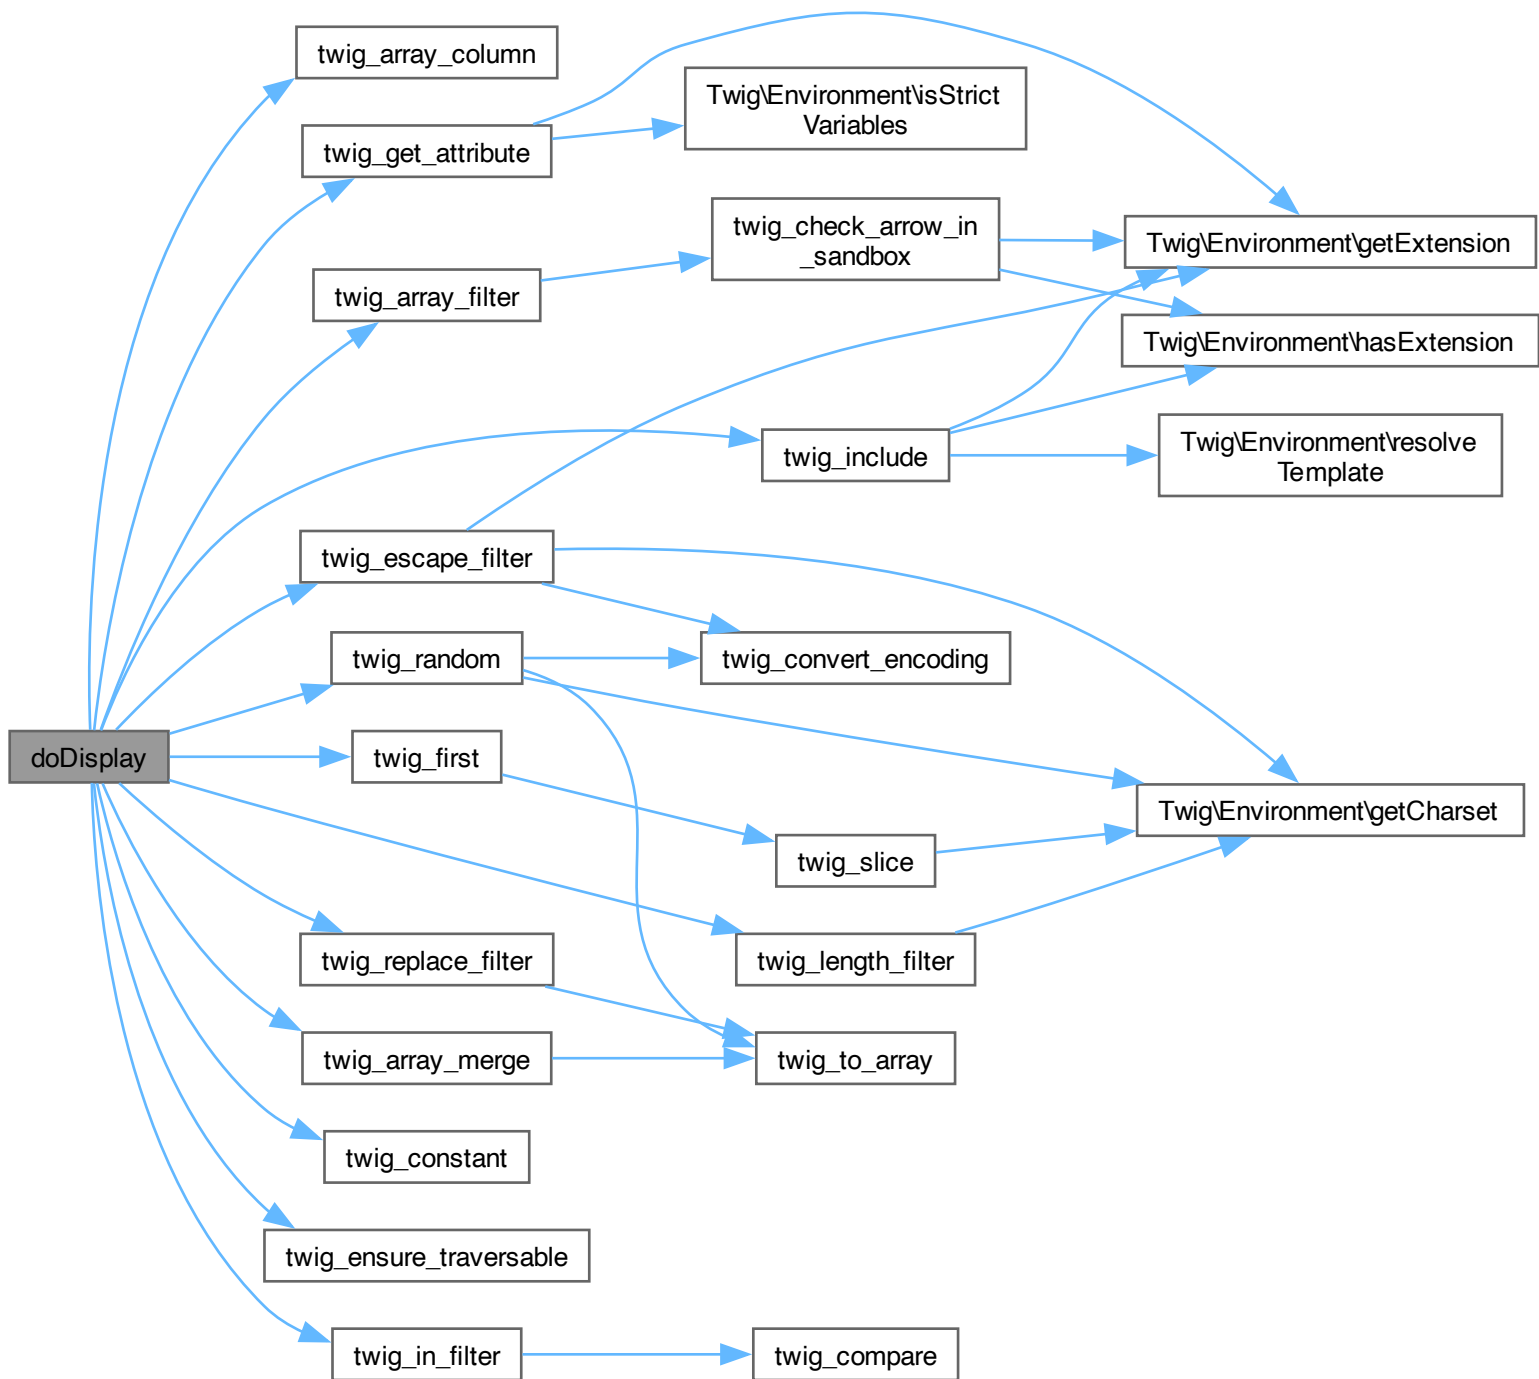 twig_array_column
twig_get_attribute
Twig\Environment\isStrict
Variables
twig_check_arrow_in
_sandbox
Twig\Environment\getExtension
twig_array_filter
Twig\Environment\hasExtension
twig_include
Twig\Environment\resolve
Template
twig_escape_filter
twig_random
twig_convert_encoding
doDisplay
twig_first
Twig\Environment\getCharset
twig_slice
twig_replace_filter
twig_length_filter
twig_array_merge
twig_to_array
twig_constant
twig_ensure_traversable
twig_in_filter
twig_compare